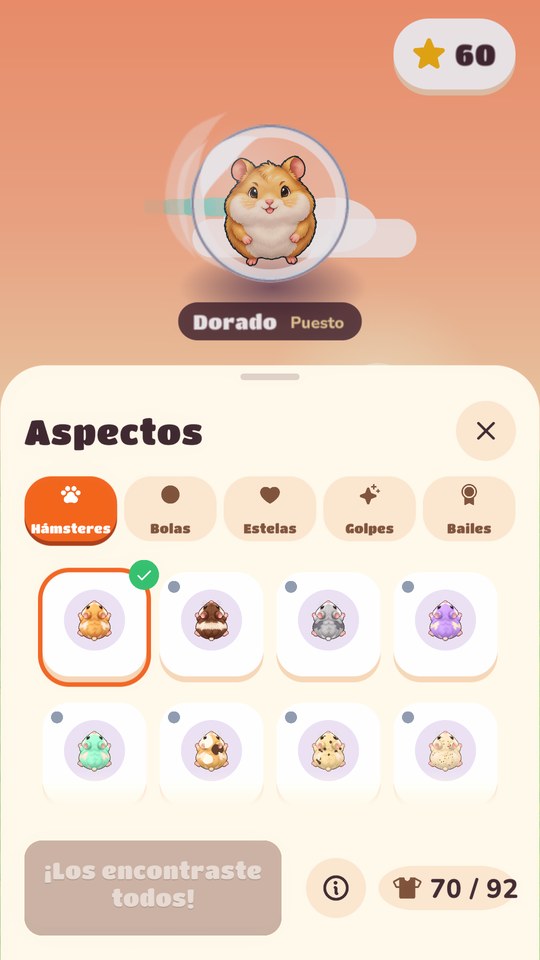 60
Dorado Puesto
Aspectos
Hámsteres Bolas Estelas Golpes Bailes
¡Los encontraste
todos!
70 / 92